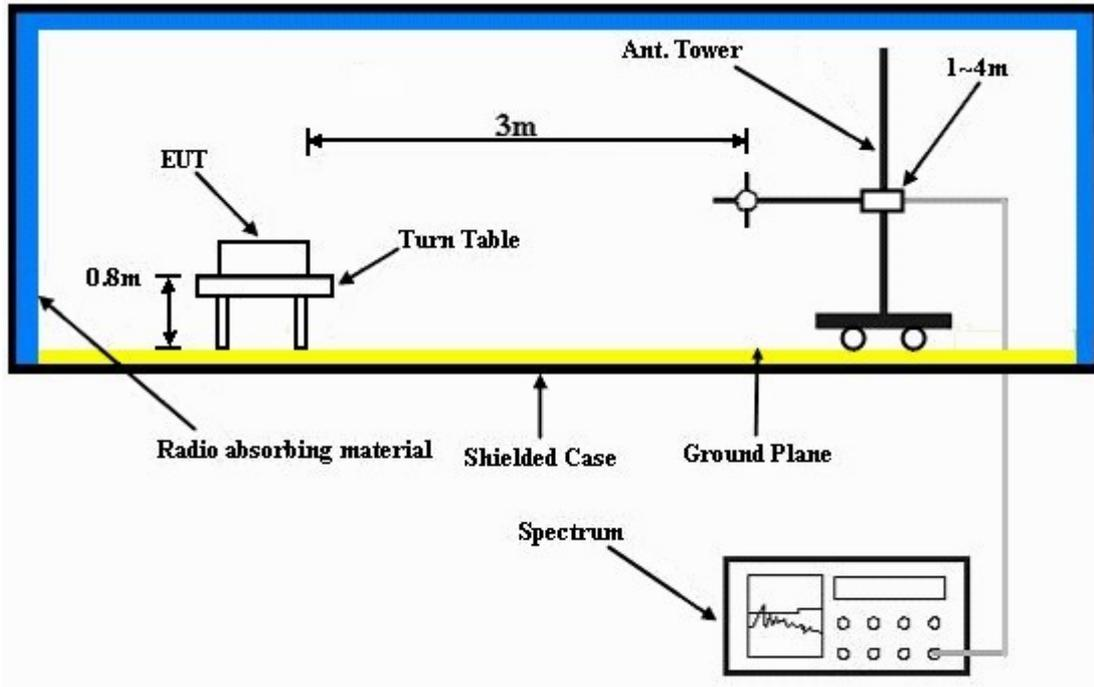 Ant. Tower
1~4m
3m
EUT
Turn Table
0.8m
Radio absorbing material
Shielded Case
Ground Plane
Spectrum